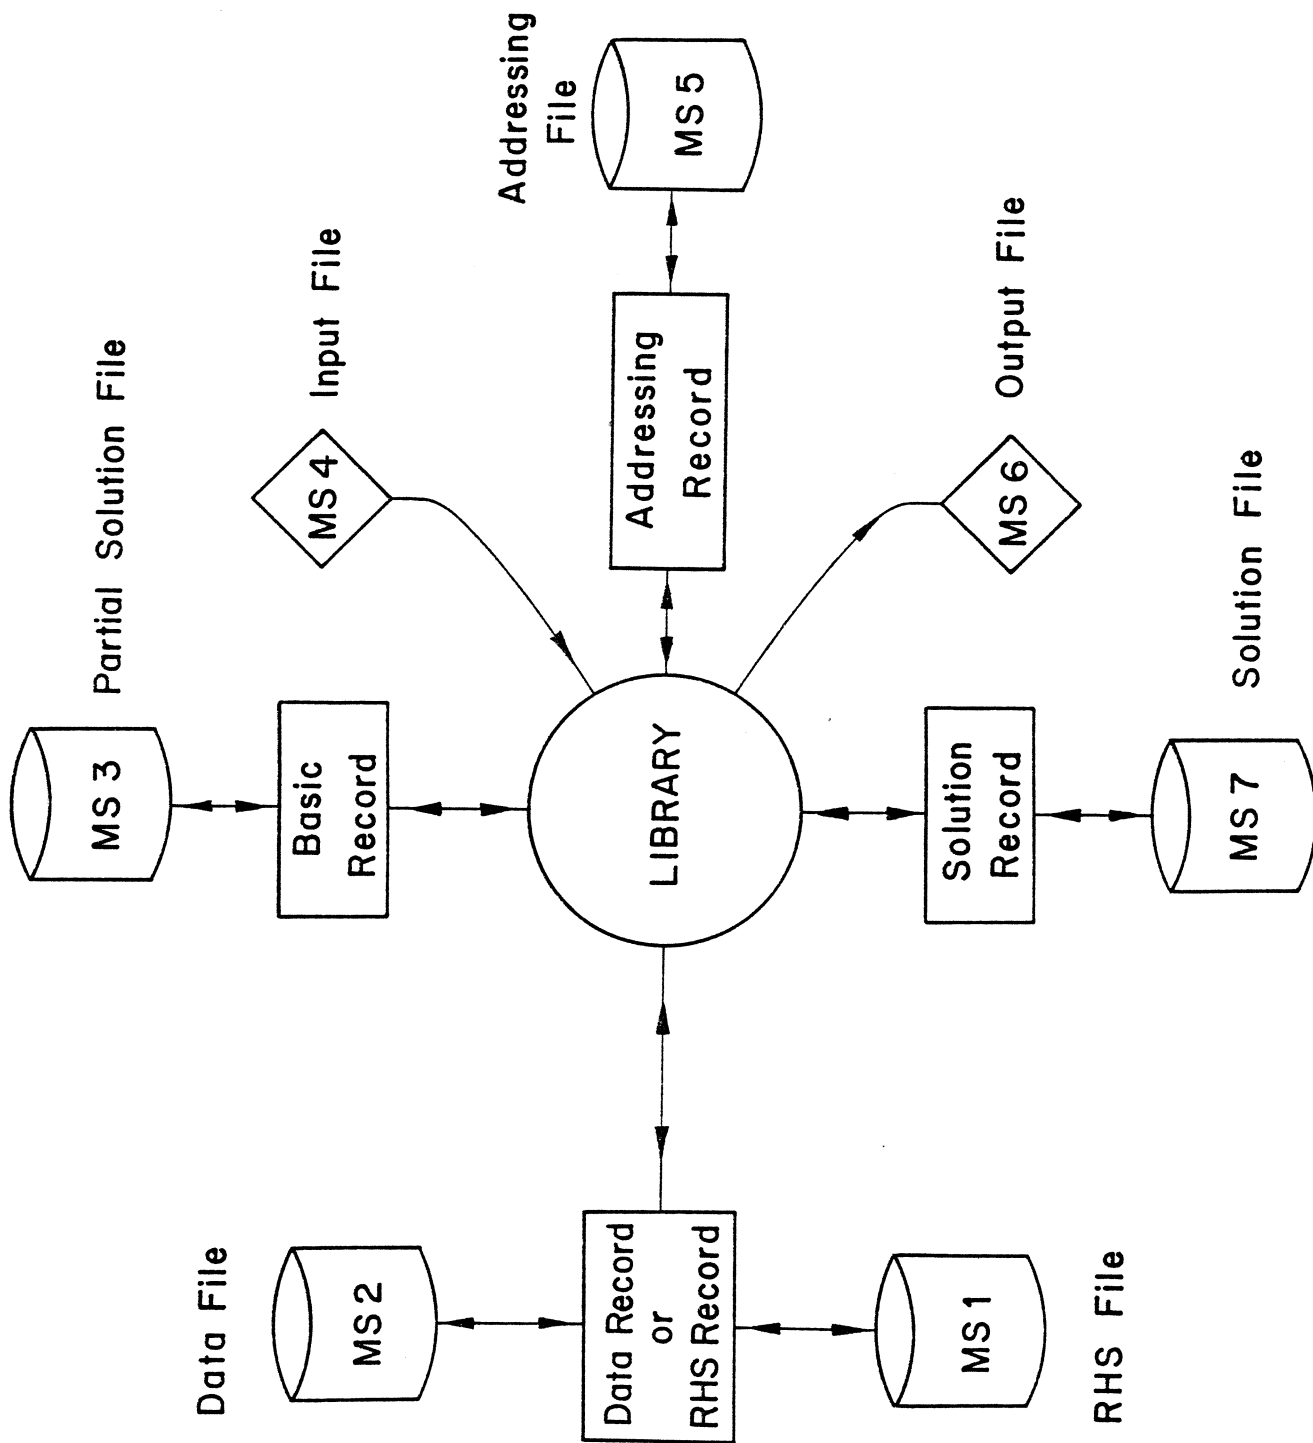 Partial Solution File
MS 3
Basic
Record
Input File
MS 4
Addressing
File
MS 5
Addressing
Record
LIBRARY
Data File
MS 2
Data Record
or
RHS Record
MS 1
RHS File
Solution
Record
MS 7
Solution File
MS 6
Output File